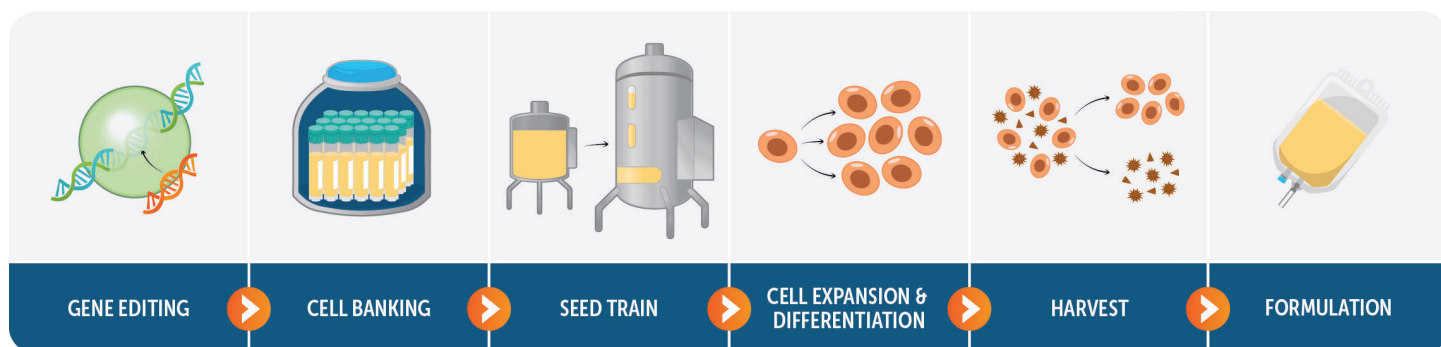 GENE EDITING
CELL BANKING
SEED TRAIN
CELL EXPANSION &
DIFFERENTIATION
HARVEST
FORMULATION